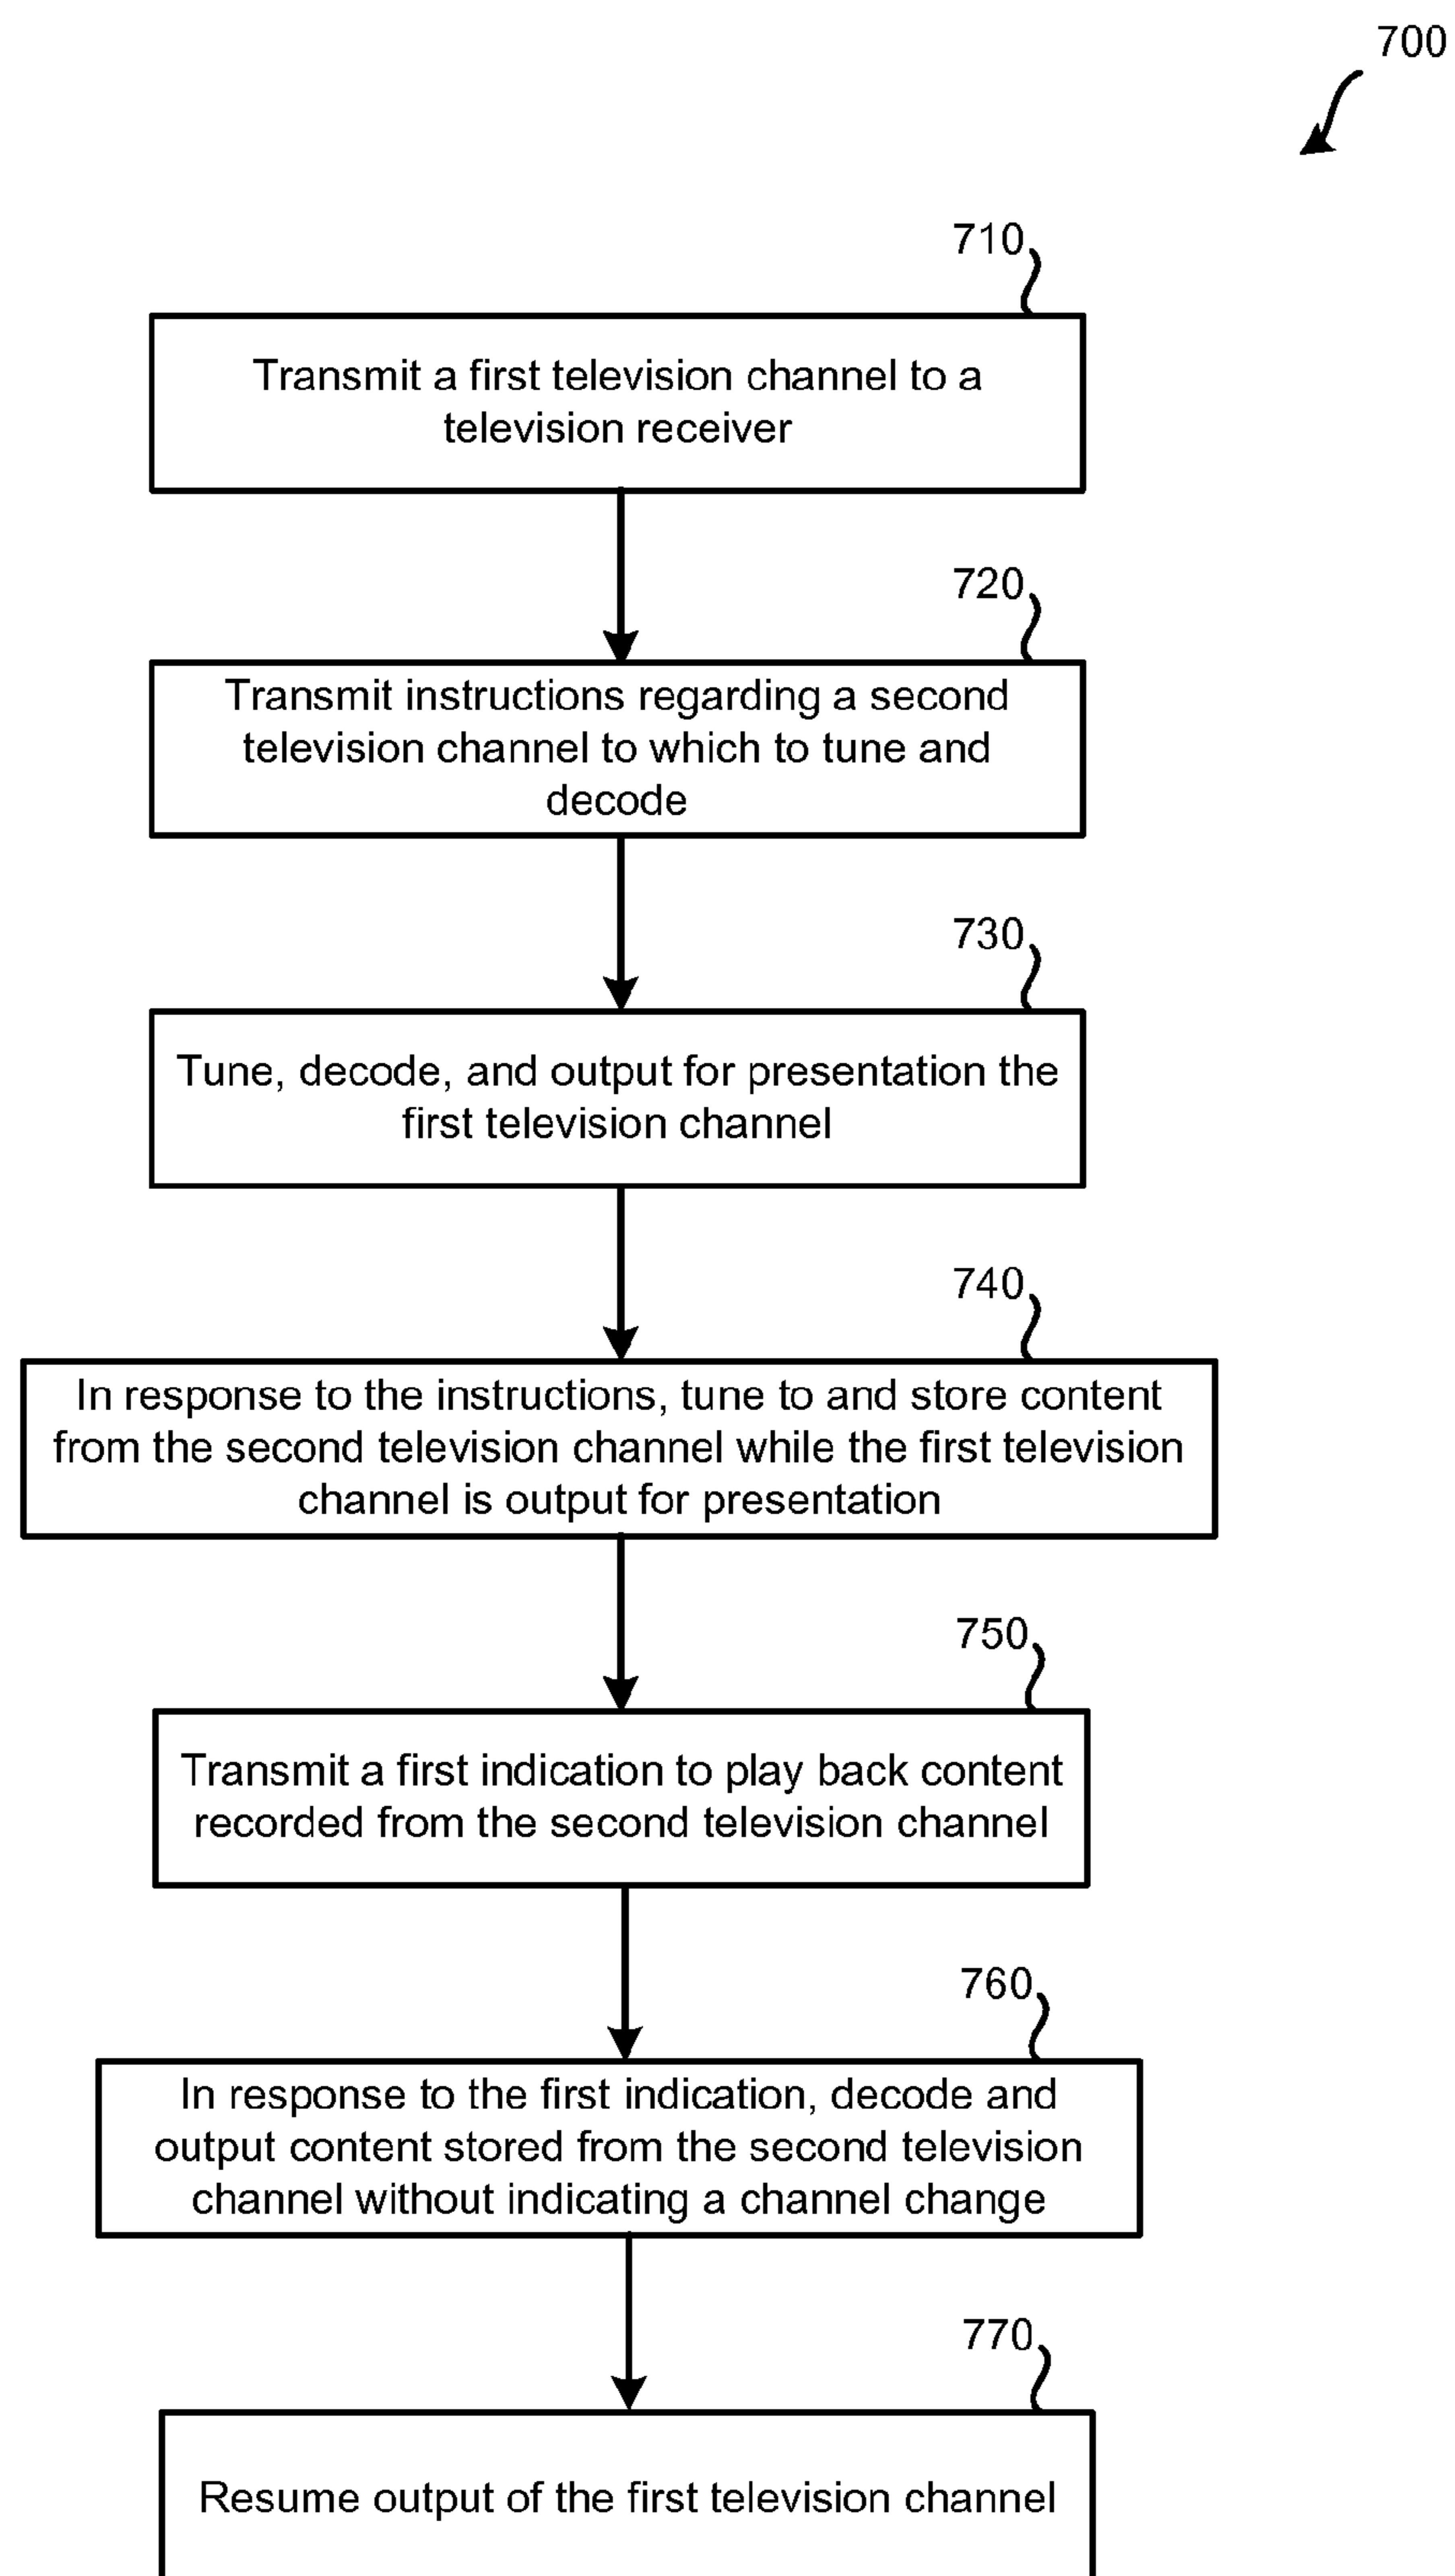 700
710
Transmit a first television channel to a
television receiver
720
Transmit instructions regarding a second
television channel to which to tune and
decode
730
Tune, decode, and output for presentation the
first television channel
740
In response to the instructions, tune to and store content
from the second television channel while the first television
channel is output for presentation
750
Transmit a first indication to play back content
recorded from the second television channel
760
In response to the first indication, decode and
output content stored from the second television
channel without indicating a channel change
770
Resume output of the first television channel